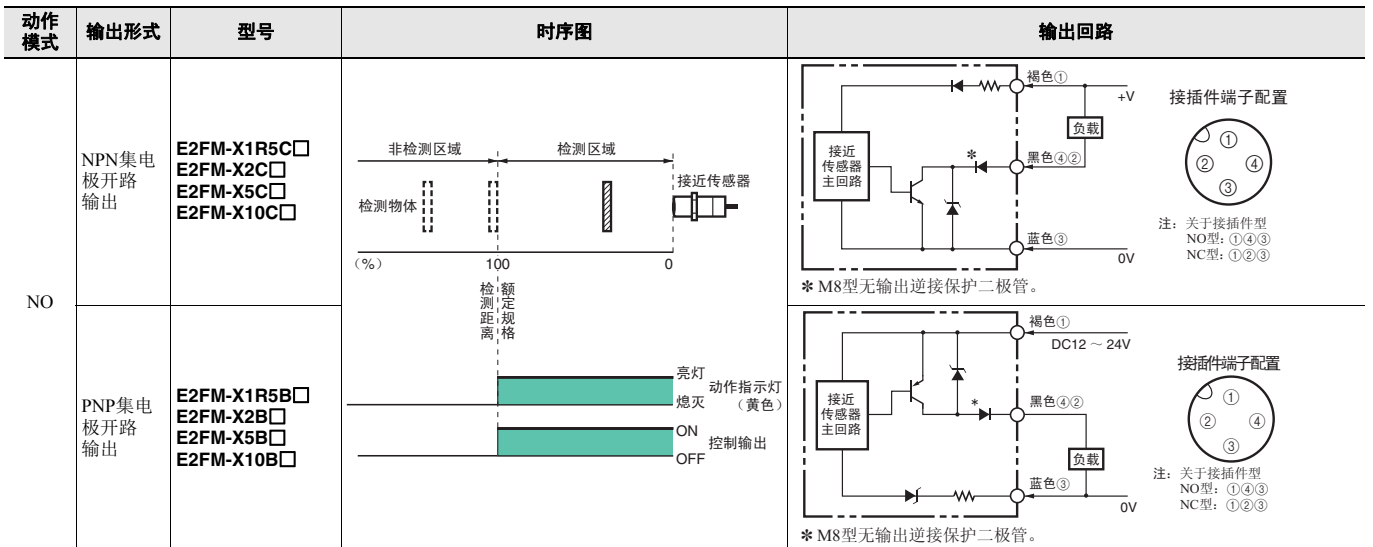 动作
模式
输出形式
型号
时序图
输出回路
NO
NPN集电
极开路
输出
E2FM-X1R5C□
E2FM-X2C□
E2FM-X5C□
E2FM-X10C□
非检测区域
检测区域
检测物体
接近传感器
(%)
100
0
检测距离
额定规格
接近
传感器
主回路
褐色①
+V
负载
*
黑色④②
蓝色③
0V
接插件端子配置
①
②
④
③
注：关于接插件型
NO型：①④③
NC型：①②③
* M8型无输出逆接保护二极管。
PNP集电
极开路
输出
E2FM-X1R5B□
E2FM-X2B□
E2FM-X5B□
E2FM-X10B□
亮灯
熄灭
动作指示灯
（黄色）
ON
OFF
控制输出
接近
传感器
主回路
褐色①
DC12 ～ 24V
*
黑色④②
负载
蓝色③
0V
接插件端子配置
①
②
④
③
注：关于接插件型
NO型：①④③
NC型：①②③
* M8型无输出逆接保护二极管。